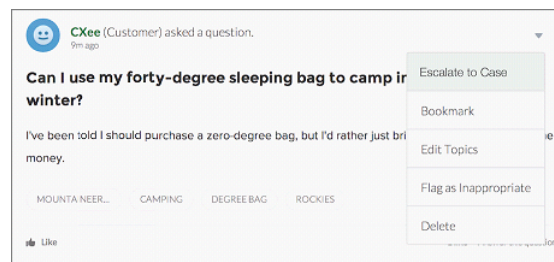 CXee (Customer) asked a question.
9m ago
Can I use my forty-degree sleeping bag to camp in
winter?
I've been told I should purchase a zero-degree bag, but I'd rather just bri
money.
MOUNTA NEER... CAMPING DEGREE BAG ROCKIES
Like
Escalate to Case
Bookmark
Edit Topics
Flag as Inappropriate
Delete